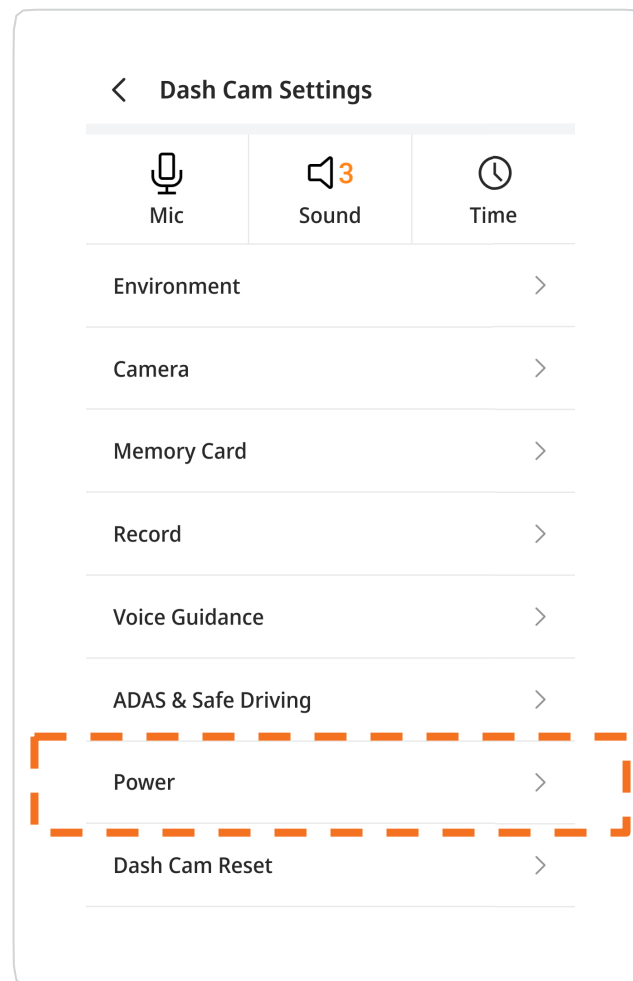 Dash Cam Settings
3
Mic
Sound
Time
Environment
Camera
Memory Card
Record
Voice Guidance
ADAS & Safe Driving
Power
Dash Cam Reset